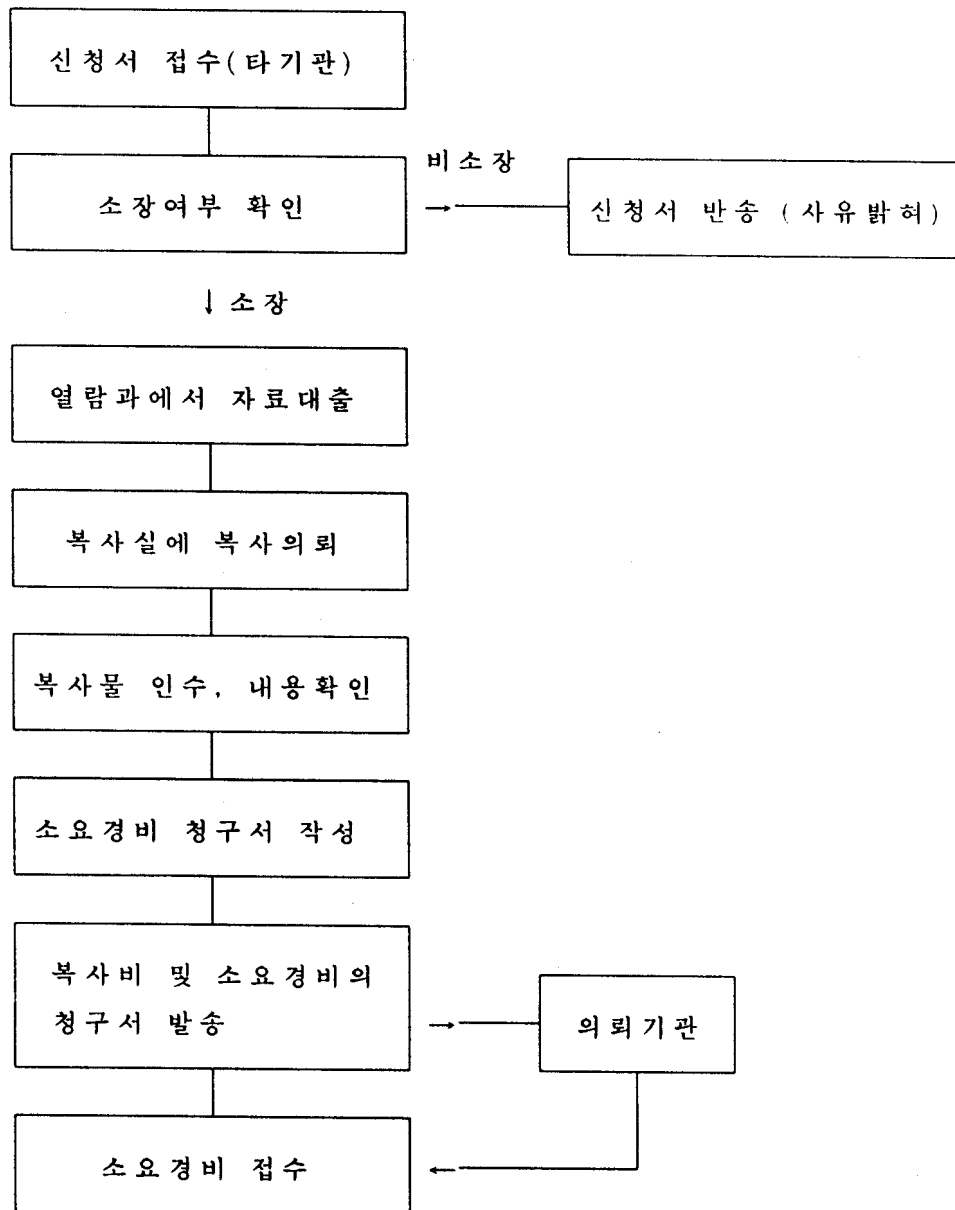 신청서 접수(타기관)
비소장
소장여부 확인
신청서 반송 (사유밝혀)
소장
열람과에서 자료대출
복사실에 복사의뢰
복사물 인수, 내용확인
소요경비 청구서 작성
복사비 및 소요경비의
청구서 발송
의뢰기관
소요경비 접수